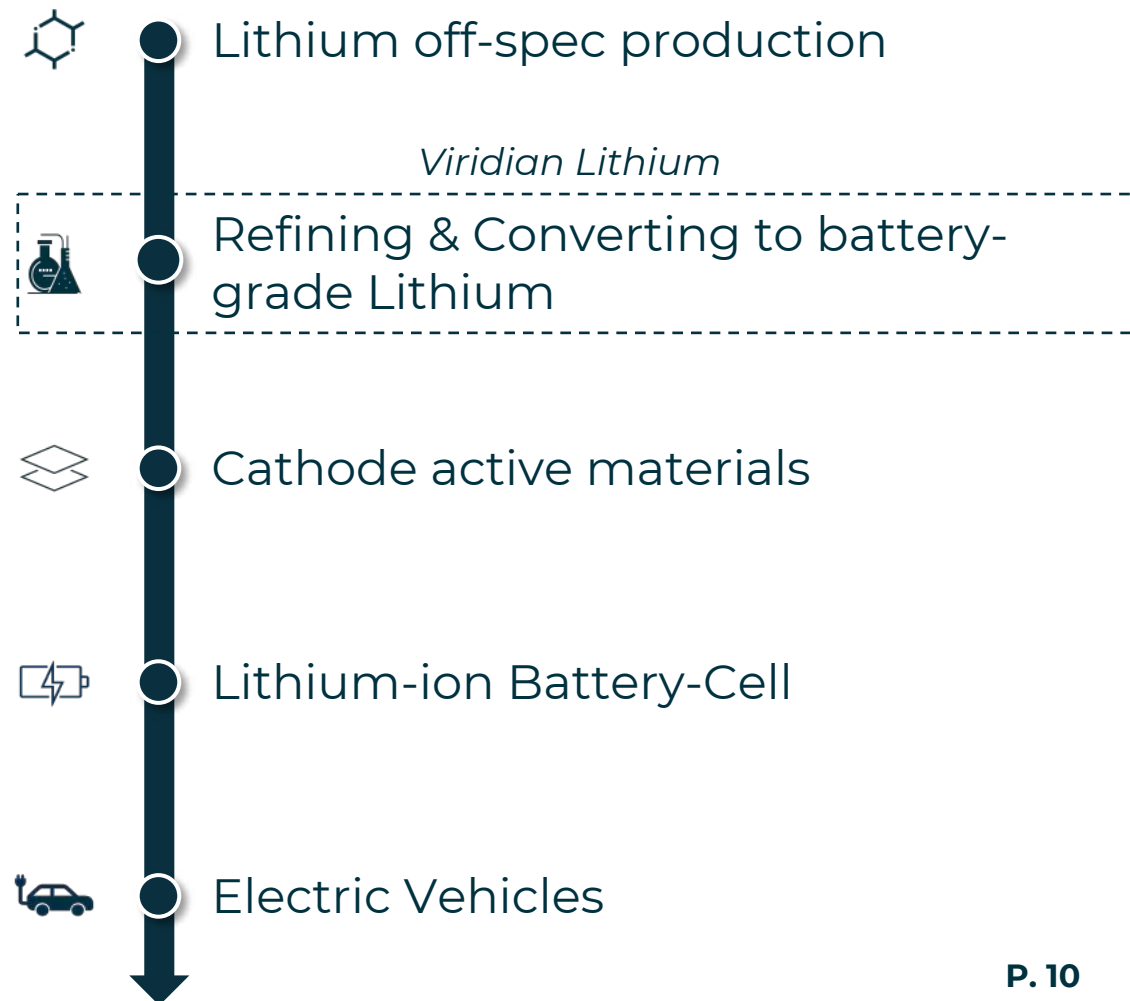 Lithium off-spec production
Viridian Lithium
Refining & Converting to battery-
grade Lithium
Cathode active materials
Lithium-ion Battery-Cell
Electric Vehicles
P. 10